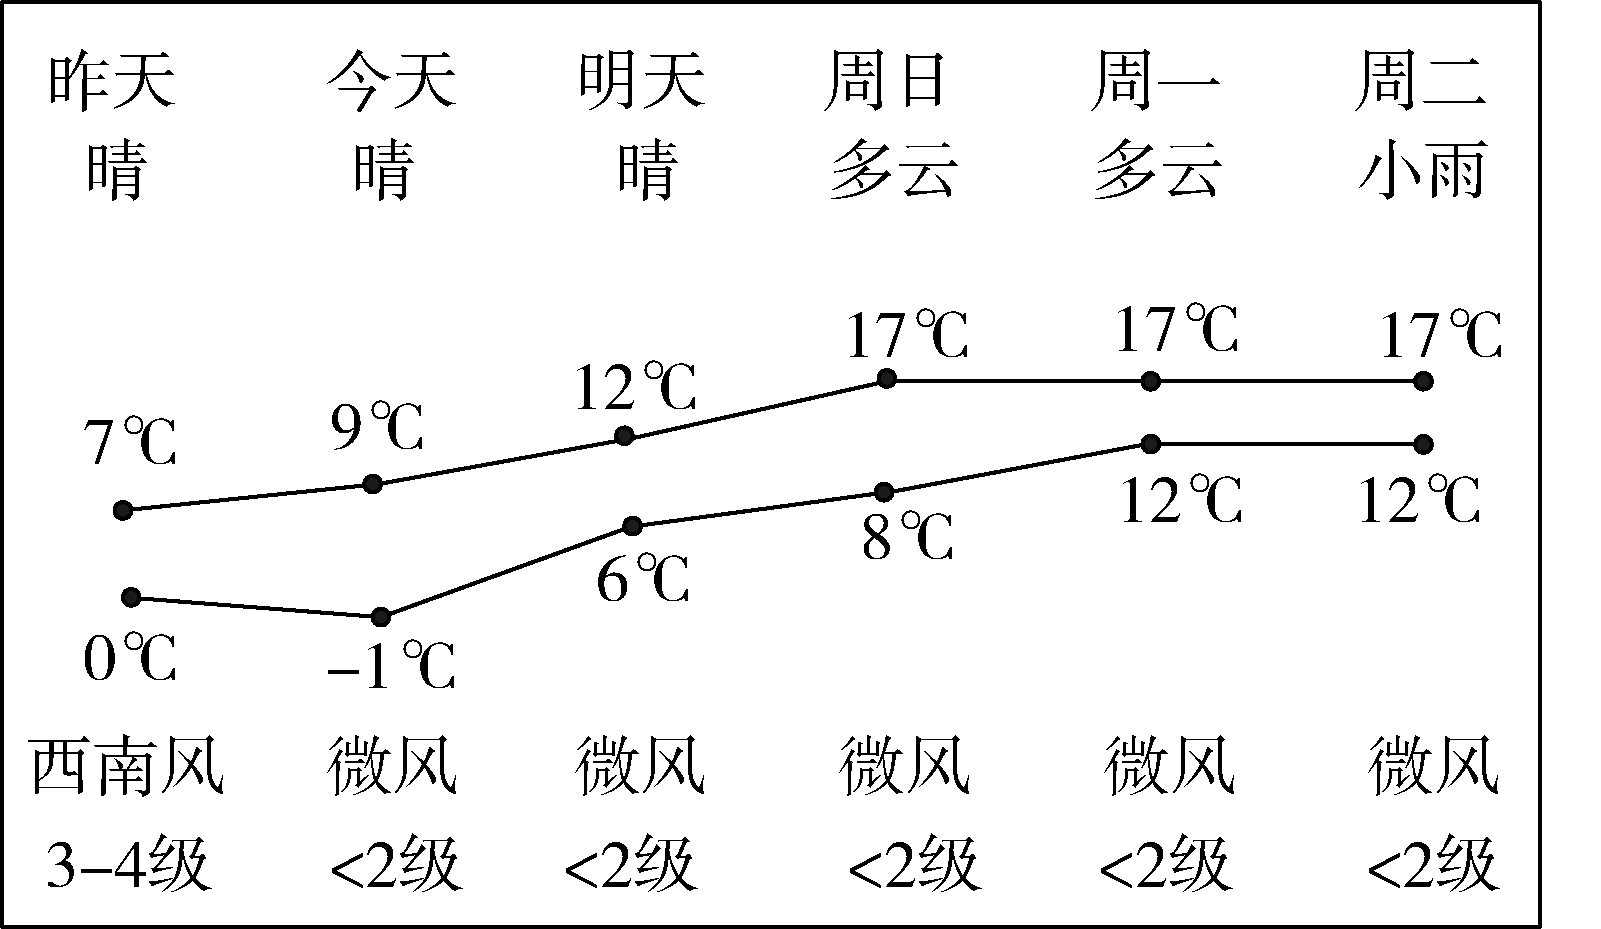 昨天 今天 明天 周日 周一 周二
晴 晴 晴 多云 多云 小雨
7℃ 9℃ 12℃ 17℃ 17℃ 17℃
0℃ -1℃ 6℃ 8℃ 12℃ 12℃
西南风 微风 微风 微风 微风 微风
3-4级 <2级 <2级 <2级 <2级 <2级